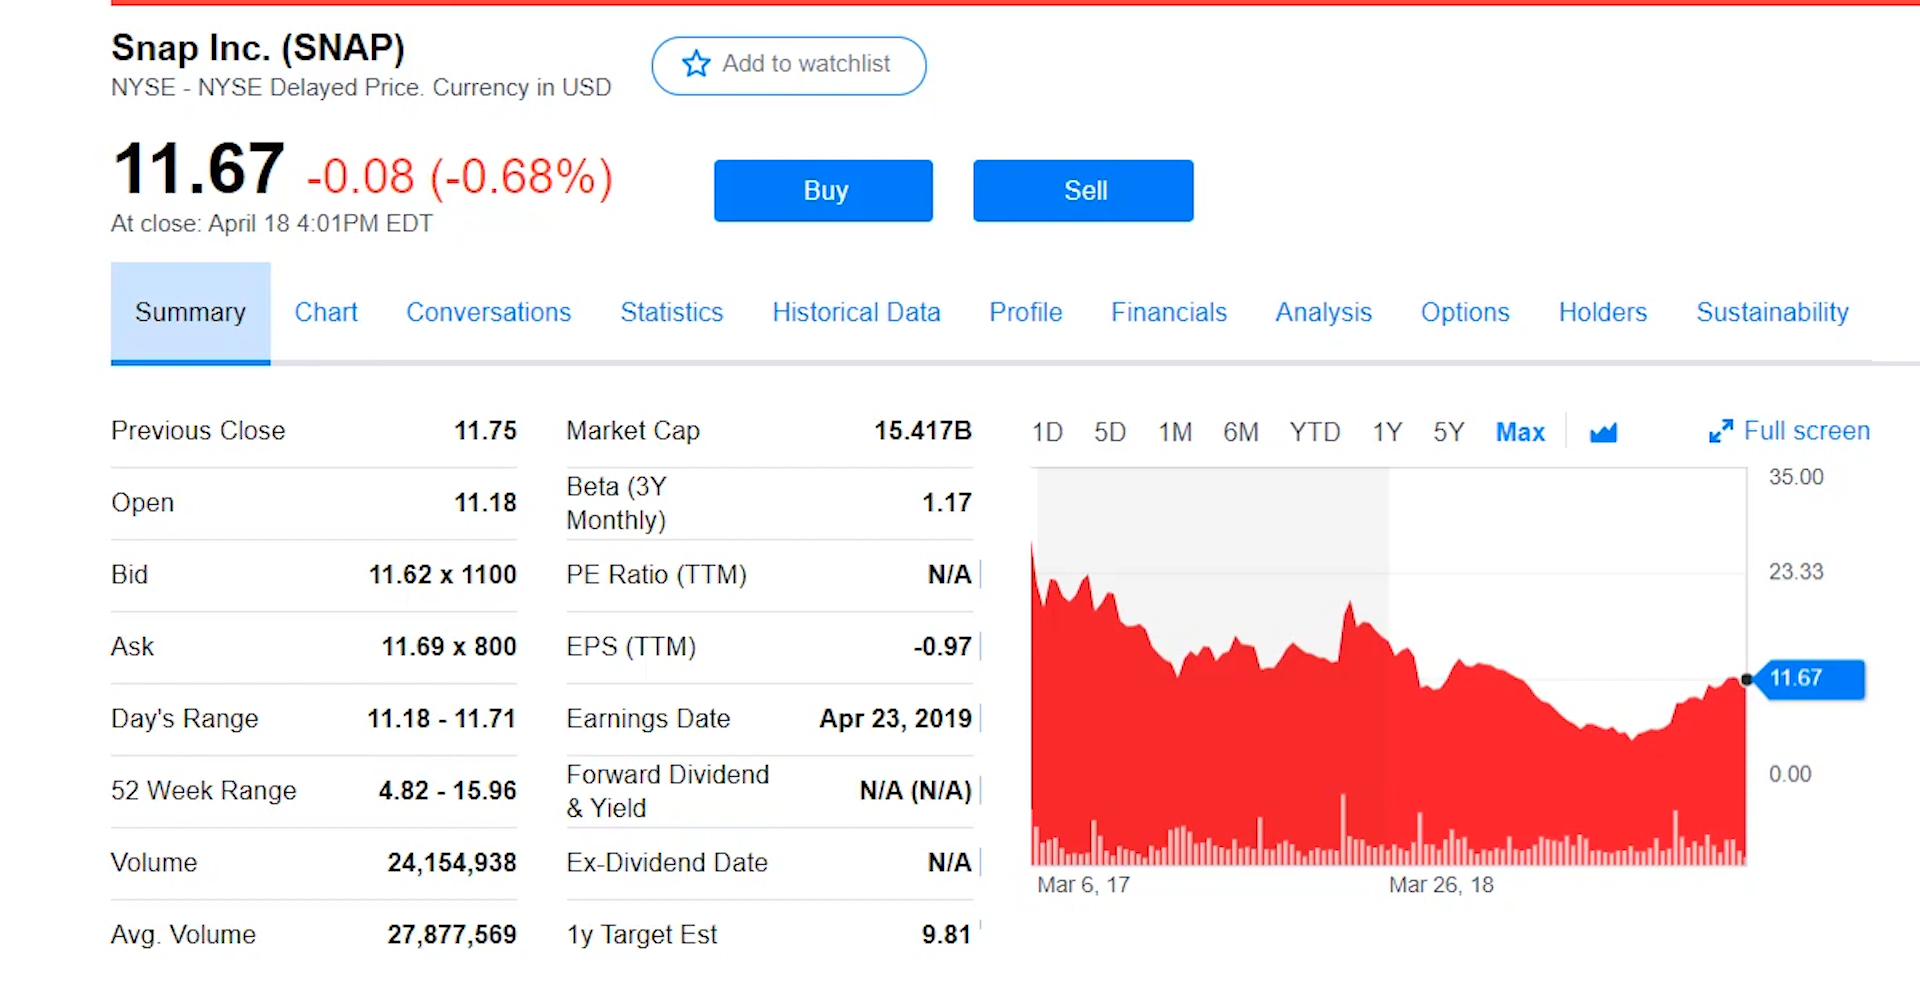 Snap Inc. (SNAP)
Add to watchlist
NYSE - NYSE Delayed Price. Currency in USD
11.67 -0.08 (-0.68%)
Buy
Sell
At close: April 18 4:01PM EDT
Summary Chart Conversations Statistics Historical Data Profile Financials Analysis Options Holders Sustainability
Previous Close 11.75
Open 11.18
Bid 11.62 x 1100
Ask 11.69 x 800
Day's Range 11.18 - 11.71
52 Week Range 4.82 - 15.96
Volume 24,154,938
Avg. Volume 27,877,569
Market Cap 15.417B
Beta (3Y
Monthly) 1.17
PE Ratio (TTM) N/A
EPS (TTM) -0.97
Earnings Date Apr 23, 2019
Forward Dividend
& Yield N/A (N/A)
Ex-Dividend Date N/A
1y Target Est 9.81
1D 5D 1M 6M YTD 1Y 5Y Max Full screen
35.00
23.33
11.67
0.00
Mar 6, 17 Mar 26, 18